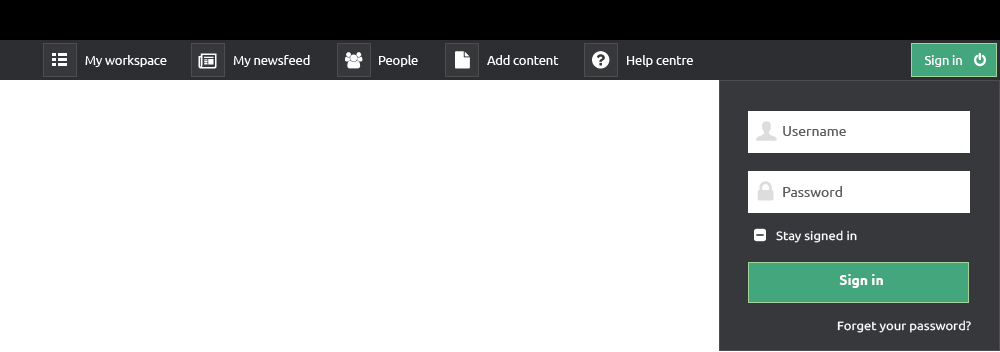 My workspace My newsfeed People Add content Help centre Sign in
Username
Password
Stay signed in
Sign in
Forget your password?